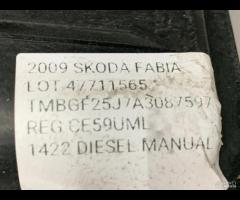 2009 SKODA FABIA
LOT 47711565
TMBGF25J7A3087597
REG CE59UML
1422 DIESEL MANUAL